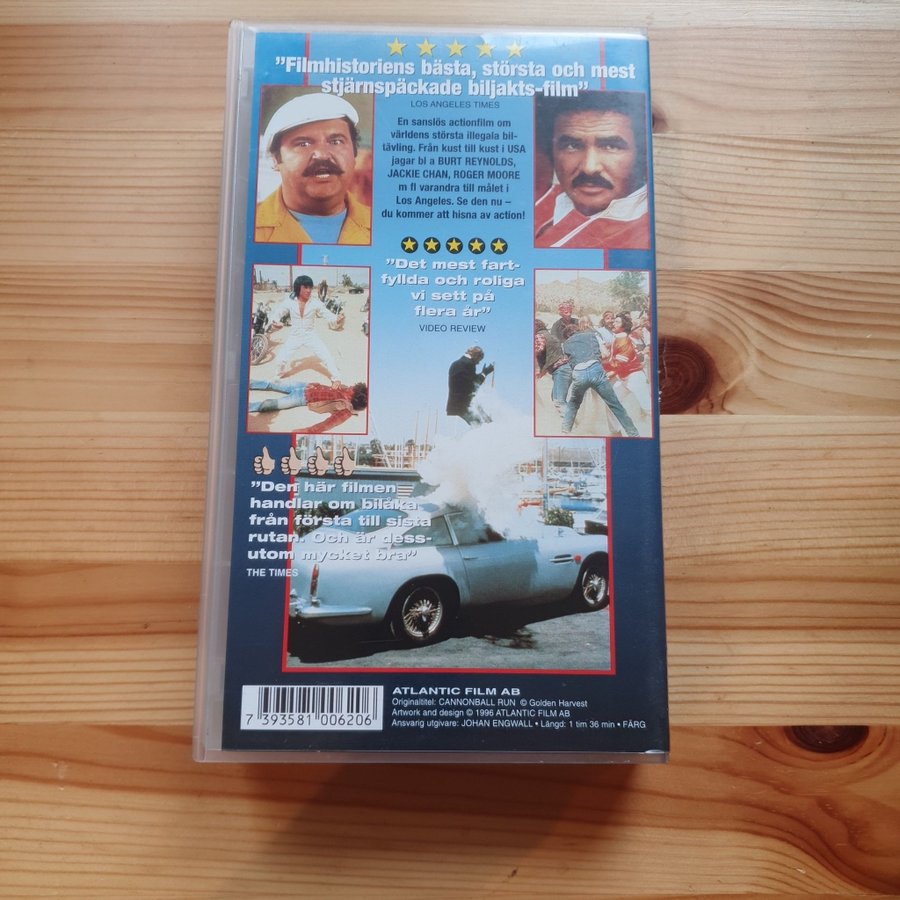 ”Filmhistoriens bästa, största och mest
stjärnspäckade biljakts-film”
LOS ANGELES TIMES
En sanslös actionfilm om
världens största illegala bil-
tävling. Från kust till kust i USA
jagar bl a BURT REYNOLDS,
JACKIE CHAN, ROGER MOORE
m fl varandra till målet i
Los Angeles. Se den nu –
du kommer att hisna av action!
”Det mest fart-
fyllda och roliga
vi sett på
flera år”
VIDEO REVIEW
”Den här filmen
handlar om bilåka
från första till sista
rutan. Och är dess-
utom mycket bra”
THE TIMES
7 393581 006206
ATLANTIC FILM AB
Originaltitel: CANNONBALL RUN © Golden Harvest
Artwork and design © 1996 ATLANTIC FILM AB
Ansvarig utgivare: JOHAN ENGWALL • Längd: 1 tim 36 min • FÄRG